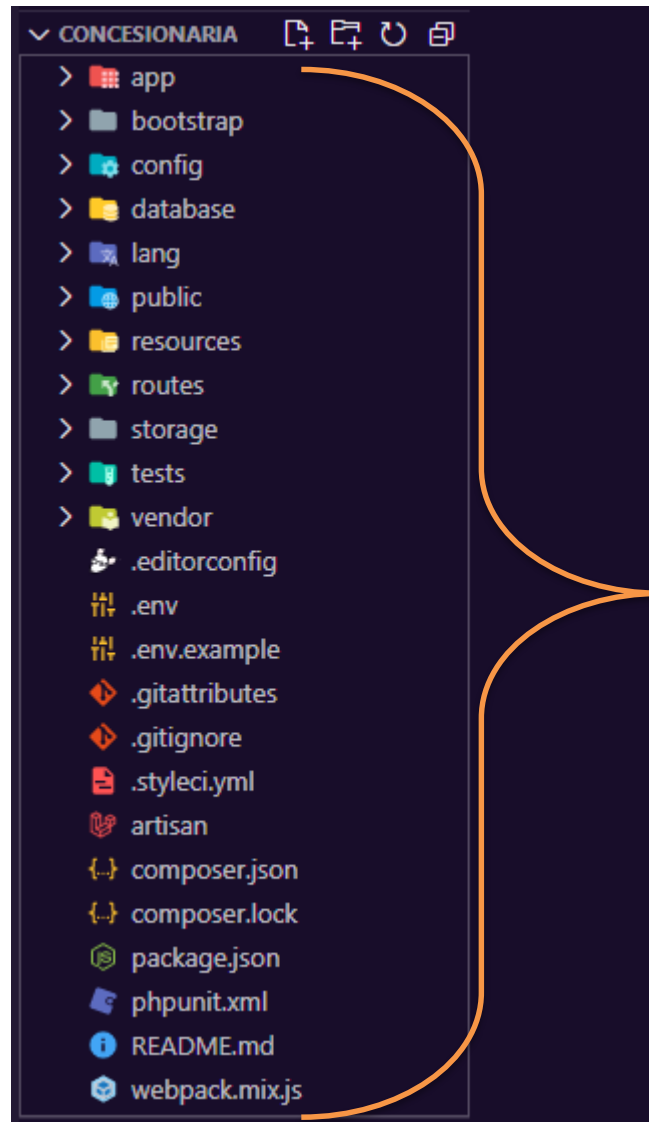 CONCESIONARIA
app
bootstrap
config
database
lang
public
resources
routes
storage
tests
vendor
.editorconfig
.env
.env.example
.gitattributes
.gitignore
.styleci.yml
artisan
composer.json
composer.lock
package.json
phpunit.xml
README.md
webpack.mix.js